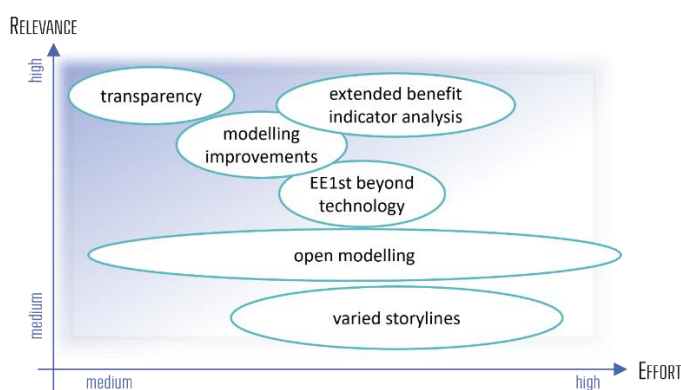 RELEVANCE
high
transparency
extended benefit
indicator analysis
modelling
improvements
EE1st beyond
technology
open modelling
medium
varied storylines
EFFORT
medium
high